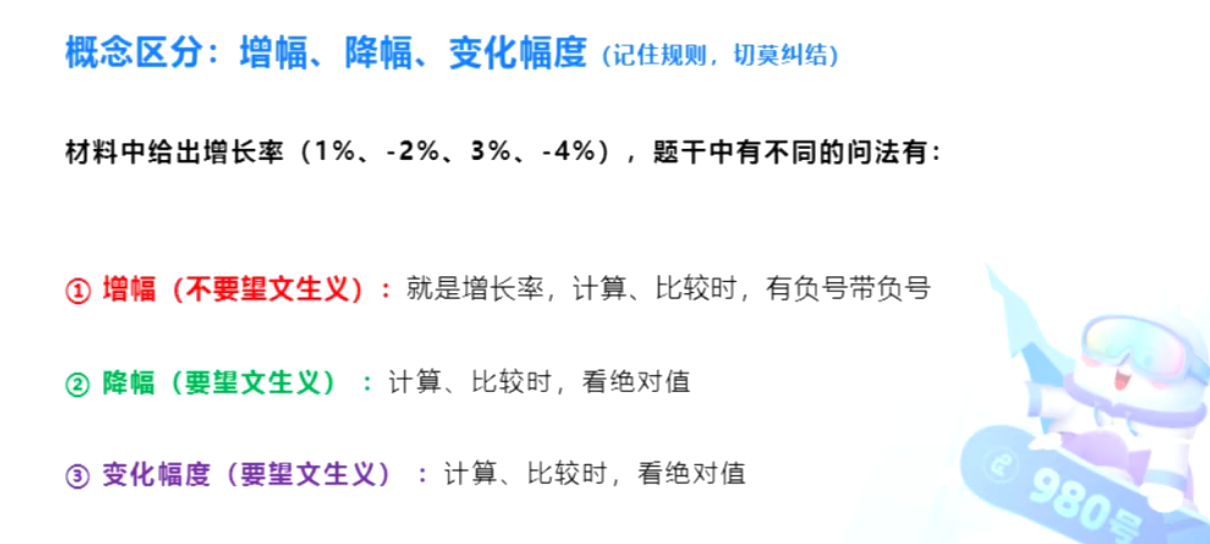 概念区分：增幅、降幅、变化幅度（记住规则，切莫纠结）
材料中给出增长率（1%、-2%、3%、-4%），题干中有不同的问法有：
① 增幅（不要望文生义）：就是增长率，计算、比较时，有负号带负号
② 降幅（要望文生义）：计算、比较时，看绝对值
③ 变化幅度（要望文生义）：计算、比较时，看绝对值
980号